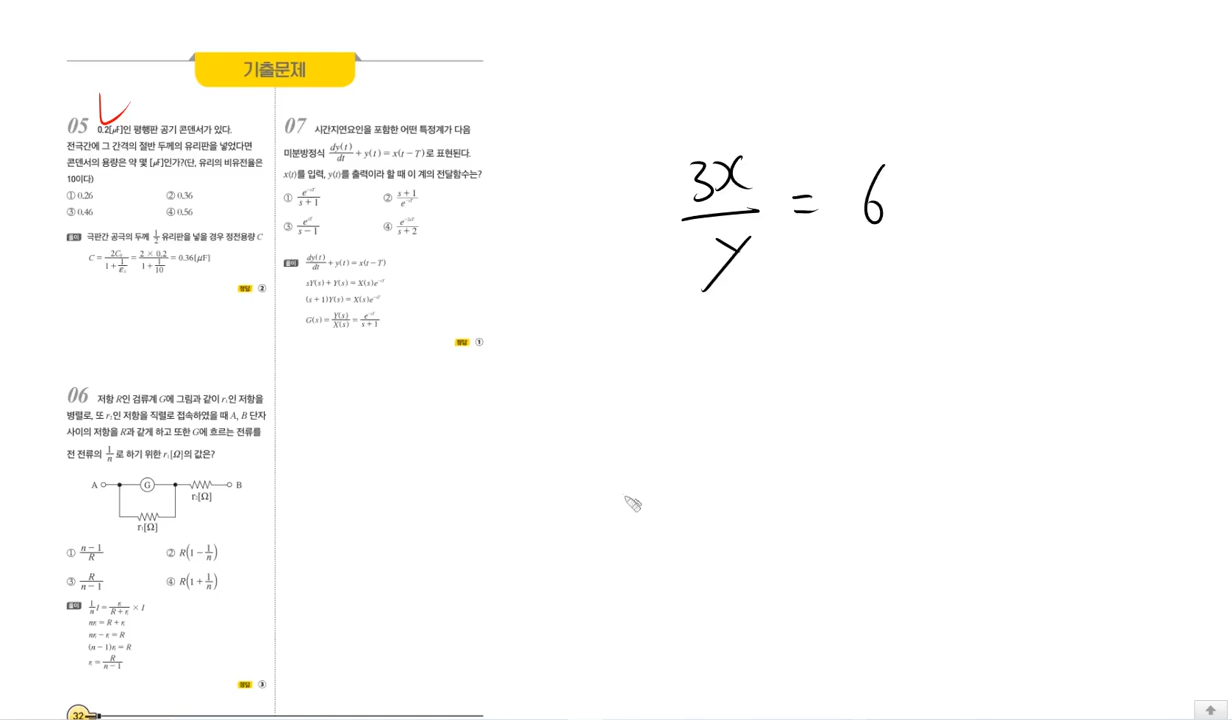 기출문제
05 0.2[μF]인 평행판 공기 콘덴서가 있다.
전극간에 그 간격의 절반 두께의 유리판을 넣었다면
콘덴서의 용량은 약 몇 [μF]인가?(단, 유리의 비유전율은
10이다)
① 0.26 ② 0.36
③ 0.46 ④ 0.56
풀이 극판간 공극의 두께 1/2 유리판을 넣을 경우 정전용량 C
C = 2C₀/(1 + 1/εₛ) = (2 × 0.2)/(1 + 1/10) = 0.36[μF]
정답 ②
06 저항 R인 검류계 G에 그림과 같이 r₁인 저항을
병렬로, 또 r₂인 저항을 직렬로 접속하였을 때 A, B 단자
사이의 저항을 R과 같게 하고 또한 G에 흐르는 전류를
전 전류의 1/n로 하기 위한 r₁[Ω]의 값은?
A G B
r₂[Ω]
r₁[Ω]
① (n−1)/R ② R(1 − 1/n)
③ R/(n−1) ④ R(1 + 1/n)
풀이 1/n I = r₁/(R + r₁) × I
nr₁ = R + r₁
nr₁ − r₁ = R
(n − 1)r₁ = R
r₁ = R/(n−1)
정답 ③
32
07 시간지연요인을 포함한 어떤 특정계가 다음
미분방정식 dy(t)/dt + y(t) = x(t−T)로 표현된다.
x(t)를 입력, y(t)를 출력이라 할 때 이 계의 전달함수는?
① e^−sT/(s+1) ② (s+1)/e^−sT
③ e^sT/(s−1) ④ e^−2sT/(s+2)
풀이 dy(t)/dt + y(t) = x(t−T)
sY(s) + Y(s) = X(s)e^−sT
(s+1)Y(s) = X(s)e^−sT
G(s) = Y(s)/X(s) = e^−sT/(s+1)
정답 ①
3x/y = 6